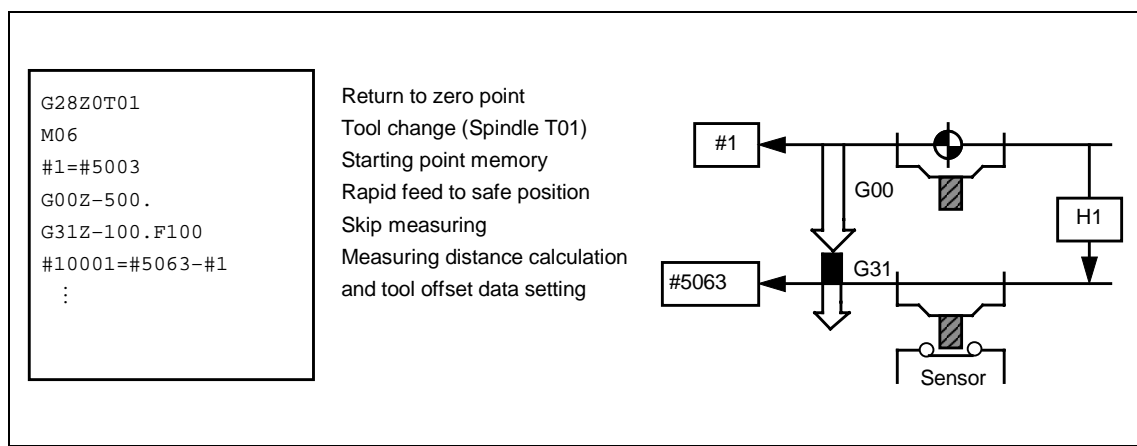 G28Z0T01
M06
#1=#5003
G00Z−500.
G31Z−100.F100
#10001=#5063−#1
⋮
Return to zero point
Tool change (Spindle T01)
Starting point memory
Rapid feed to safe position
Skip measuring
Measuring distance calculation
and tool offset data setting
#1
G00
H1
G31
#5063
Sensor